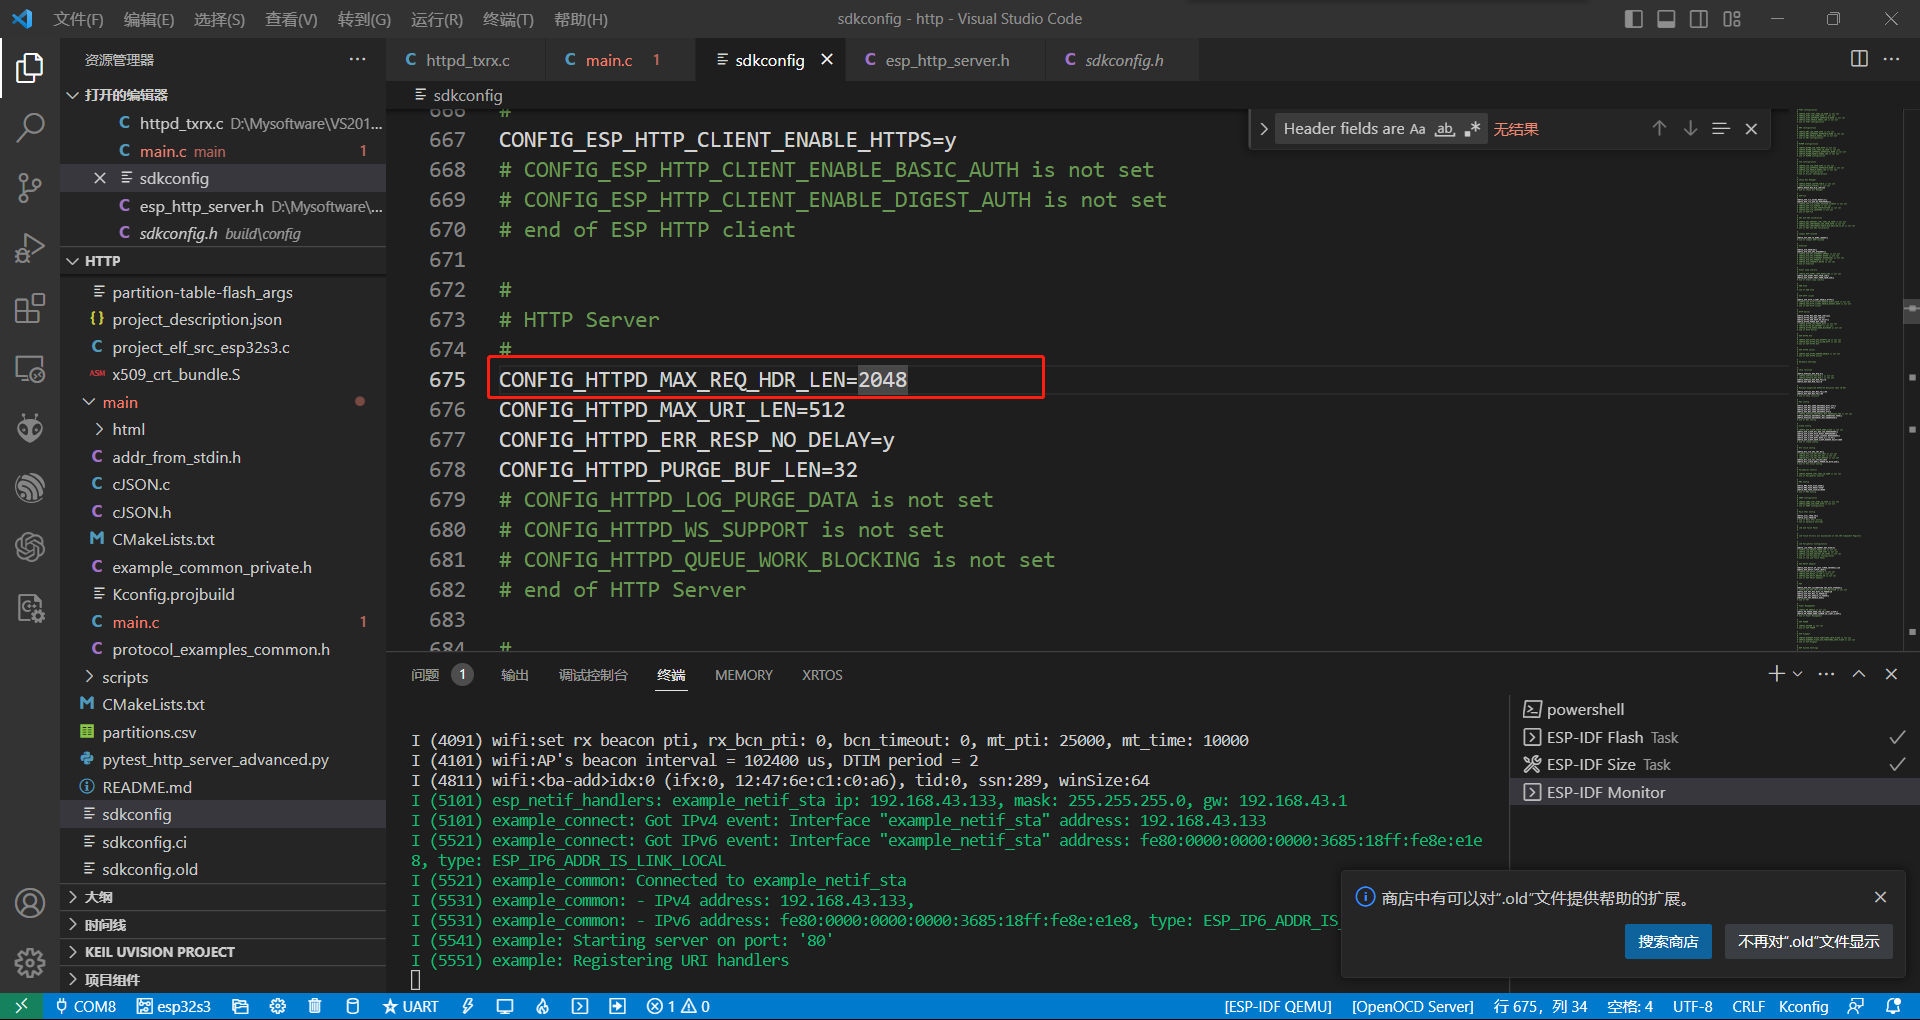 文件(F) 编辑(E) 选择(S) 查看(V) 转到(G) 运行(R) 终端(T) 帮助(H) sdkconfig - http - Visual Studio Code
资源管理器
打开的编辑器
httpd_txrx.c D:\Mysoftware\VS201...
main.c main 1
sdkconfig
esp_http_server.h D:\Mysoftware\...
sdkconfig.h build\config
HTTP
partition-table-flash_args
project_description.json
project_elf_src_esp32s3.c
x509_crt_bundle.S
main
html
addr_from_stdin.h
cJSON.c
cJSON.h
CMakeLists.txt
example_common_private.h
Kconfig.projbuild
main.c 1
protocol_examples_common.h
scripts
CMakeLists.txt
partitions.csv
pytest_http_server_advanced.py
README.md
sdkconfig
sdkconfig.ci
sdkconfig.old
大纲
时间线
KEIL UVISION PROJECT
项目组件
httpd_txrx.c main.c 1 sdkconfig esp_http_server.h sdkconfig.h
sdkconfig
Header fields are Aa ab .* 无结果
666 #
667 CONFIG_ESP_HTTP_CLIENT_ENABLE_HTTPS=y
668 # CONFIG_ESP_HTTP_CLIENT_ENABLE_BASIC_AUTH is not set
669 # CONFIG_ESP_HTTP_CLIENT_ENABLE_DIGEST_AUTH is not set
670 # end of ESP HTTP client
671
672 #
673 # HTTP Server
674 #
675 CONFIG_HTTPD_MAX_REQ_HDR_LEN=2048
676 CONFIG_HTTPD_MAX_URI_LEN=512
677 CONFIG_HTTPD_ERR_RESP_NO_DELAY=y
678 CONFIG_HTTPD_PURGE_BUF_LEN=32
679 # CONFIG_HTTPD_LOG_PURGE_DATA is not set
680 # CONFIG_HTTPD_WS_SUPPORT is not set
681 # CONFIG_HTTPD_QUEUE_WORK_BLOCKING is not set
682 # end of HTTP Server
683
684 #
问题 1 输出 调试控制台 终端 MEMORY XRTOS
I (4091) wifi:set rx beacon pti, rx_bcn_pti: 0, bcn_timeout: 0, mt_pti: 25000, mt_time: 10000
I (4101) wifi:AP's beacon interval = 102400 us, DTIM period = 2
I (4811) wifi:<ba-add>idx:0 (ifx:0, 12:47:6e:c1:c0:a6), tid:0, ssn:289, winSize:64
I (5101) esp_netif_handlers: example_netif_sta ip: 192.168.43.133, mask: 255.255.255.0, gw: 192.168.43.1
I (5101) example_connect: Got IPv4 event: Interface "example_netif_sta" address: 192.168.43.133
I (5521) example_connect: Got IPv6 event: Interface "example_netif_sta" address: fe80:0000:0000:0000:3685:18ff:fe8e:e1e
8, type: ESP_IP6_ADDR_IS_LINK_LOCAL
I (5521) example_common: Connected to example_netif_sta
I (5531) example_common: - IPv4 address: 192.168.43.133,
I (5531) example_common: - IPv6 address: fe80:0000:0000:0000:3685:18ff:fe8e:e1e8, type: ESP_IP6_ADDR_IS_
I (5541) example: Starting server on port: '80'
I (5551) example: Registering URI handlers
powershell
ESP-IDF Flash Task
ESP-IDF Size Task
ESP-IDF Monitor
商店中有可以对“.old”文件提供帮助的扩展。
搜索商店 不再对“.old”文件显示
COM8 esp32s3 UART 1 0 [ESP-IDF QEMU] [OpenOCD Server] 行 675，列 34 空格: 4 UTF-8 CRLF Kconfig